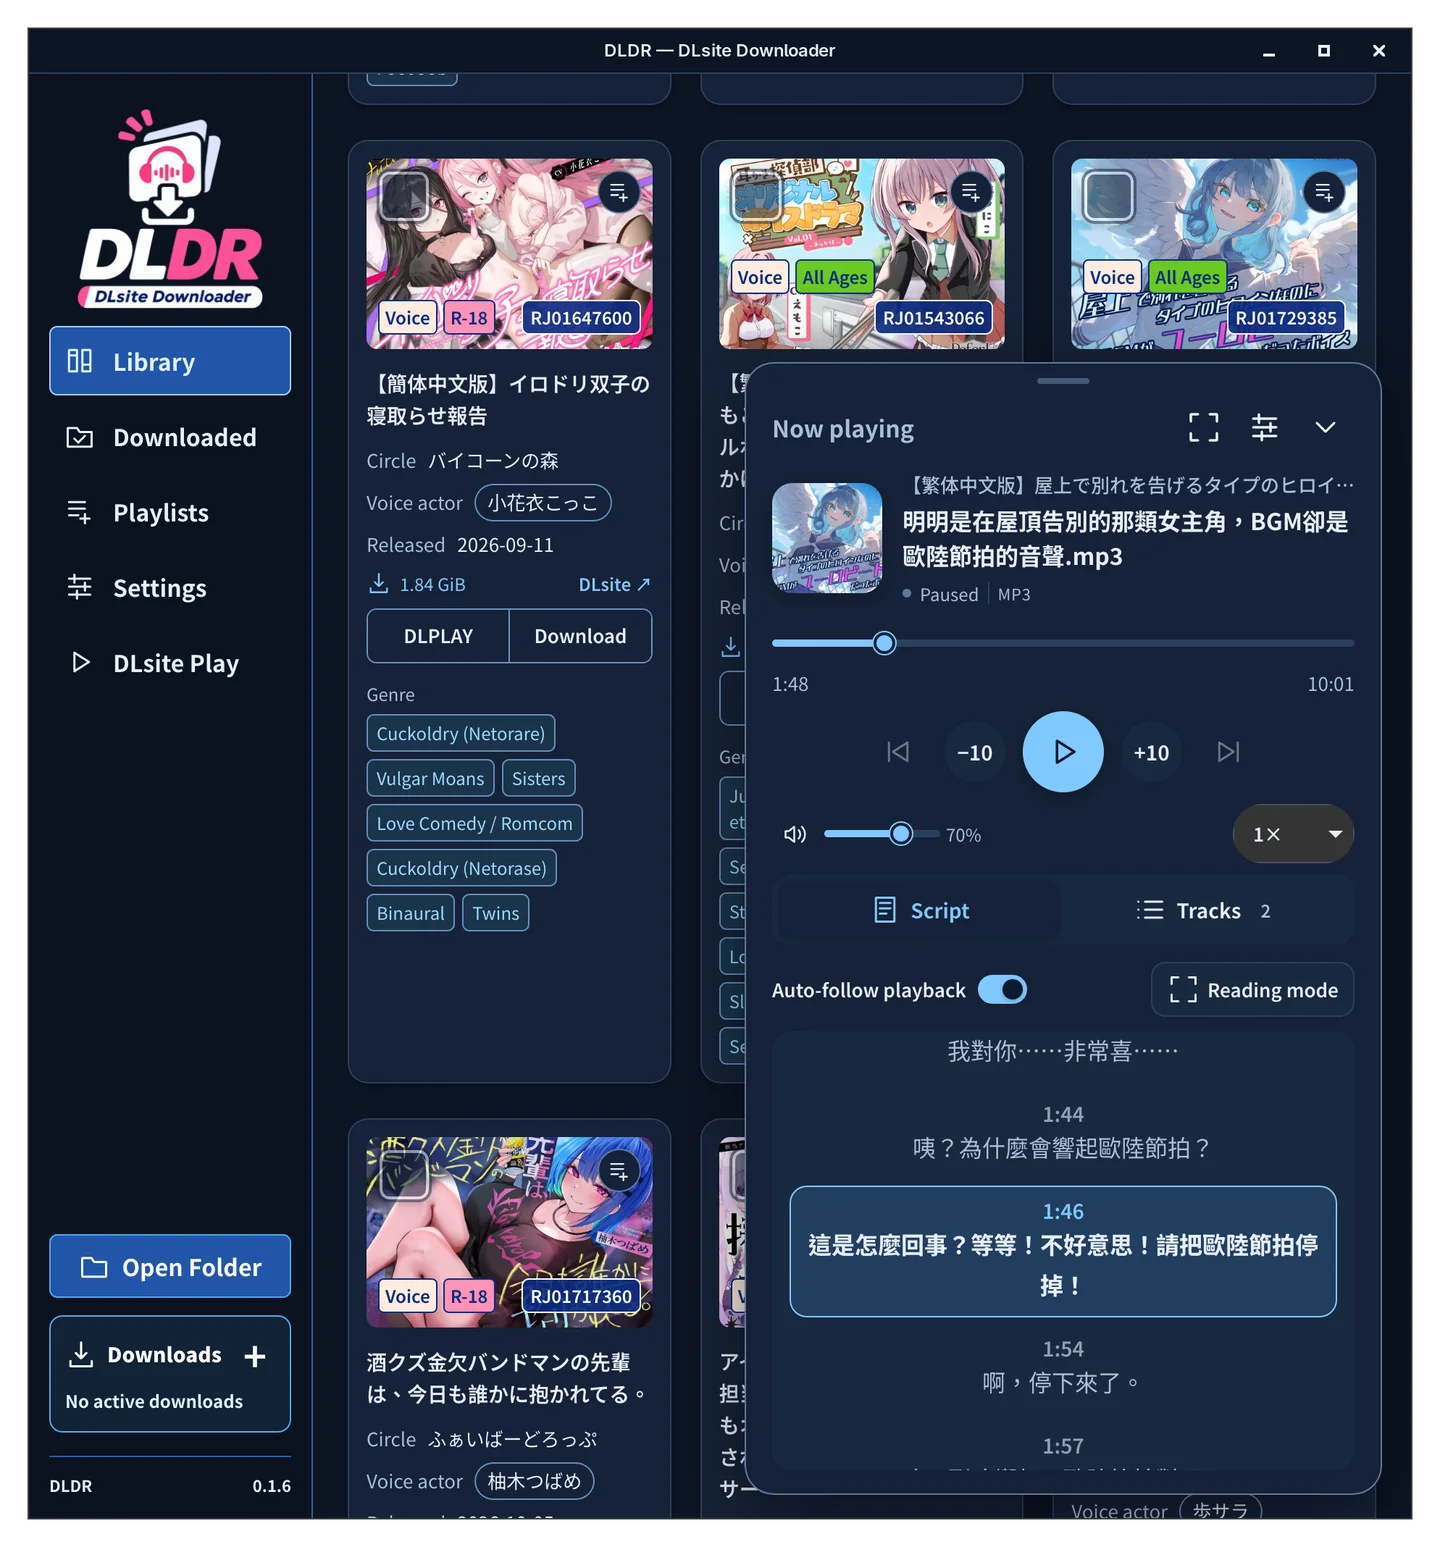 DLDR — DLsite Downloader
DLDR
DLsite Downloader
Library
Downloaded
Playlists
Settings
DLsite Play
Open Folder
Downloads +
No active downloads
DLDR 0.1.6
Voice R-18 RJ01647600
【簡体中文版】イロドリ双子の
寝取らせ報告
Circle バイコーンの森
Voice actor 小花衣こっこ
Released 2026-09-11
1.84 GiB DLsite ↗
DLPLAY Download
Genre
Cuckoldry (Netorare)
Vulgar Moans Sisters
Love Comedy / Romcom
Cuckoldry (Netorase)
Binaural Twins
オリジナル
ボイスドラマ
Vol.01
Voice All Ages
RJ01543066
Voice All Ages
RJ01729385
Now playing
【繁体中文版】屋上で別れを告げるタイプのヒロイ…
明明是在屋頂告別的那類女主角，BGM卻是
歐陸節拍的音聲.mp3
Paused MP3
1:48 10:01
−10 +10
70% 1×
Script Tracks 2
Auto-follow playback Reading mode
我對你……非常喜……
1:44
咦？為什麼會響起歐陸節拍？
1:46
這是怎麼回事？等等！不好意思！請把歐陸節拍停
掉！
1:54
啊，停下來了。
1:57
Voice R-18 RJ01717360
酒クズ金欠バンドマンの先輩
は、今日も誰かに抱かれてる。
Circle ふぁいばーどろっぷ
Voice actor 柚木つばめ
Voice actor 歩サラ